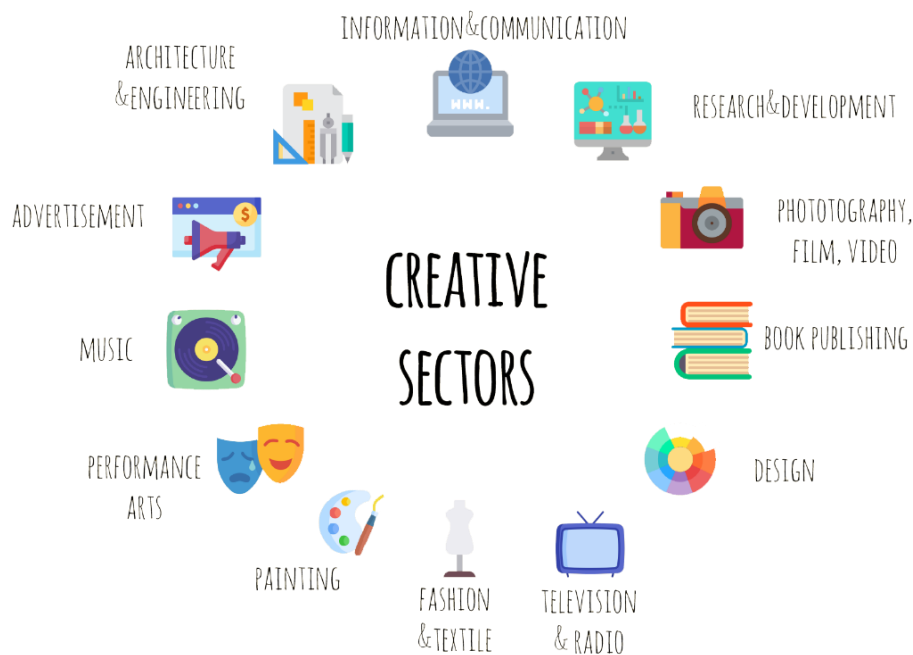 INFORMATION&COMMUNICATION
ARCHITECTURE
&ENGINEERING
WWW.
RESEARCH&DEVELOPMENT
ADVERTISEMENT
$
PHOTOTOGRAPHY,
FILM, VIDEO
CREATIVE
SECTORS
MUSIC
BOOK PUBLISHING
PERFORMANCE
ARTS
DESIGN
PAINTING
FASHION
&TEXTILE
TELEVISION
& RADIO